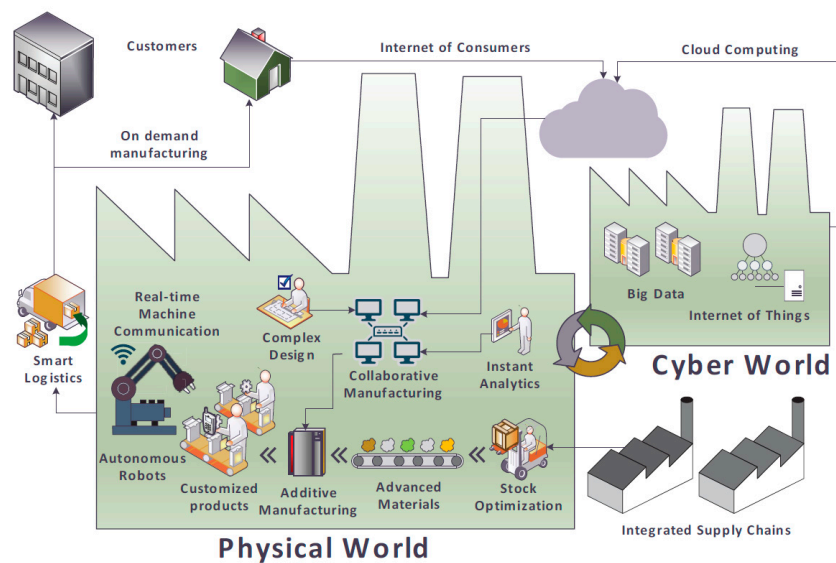 Customers
Internet of Consumers
Cloud Computing
On demand
manufacturing
Big Data
Internet of Things
Real-time
Machine
Communication
Complex
Design
Collaborative
Manufacturing
Instant
Analytics
Smart
Logistics
Cyber World
Autonomous
Robots
Customized
products
Additive
Manufacturing
Advanced
Materials
Stock
Optimization
Integrated Supply Chains
Physical World